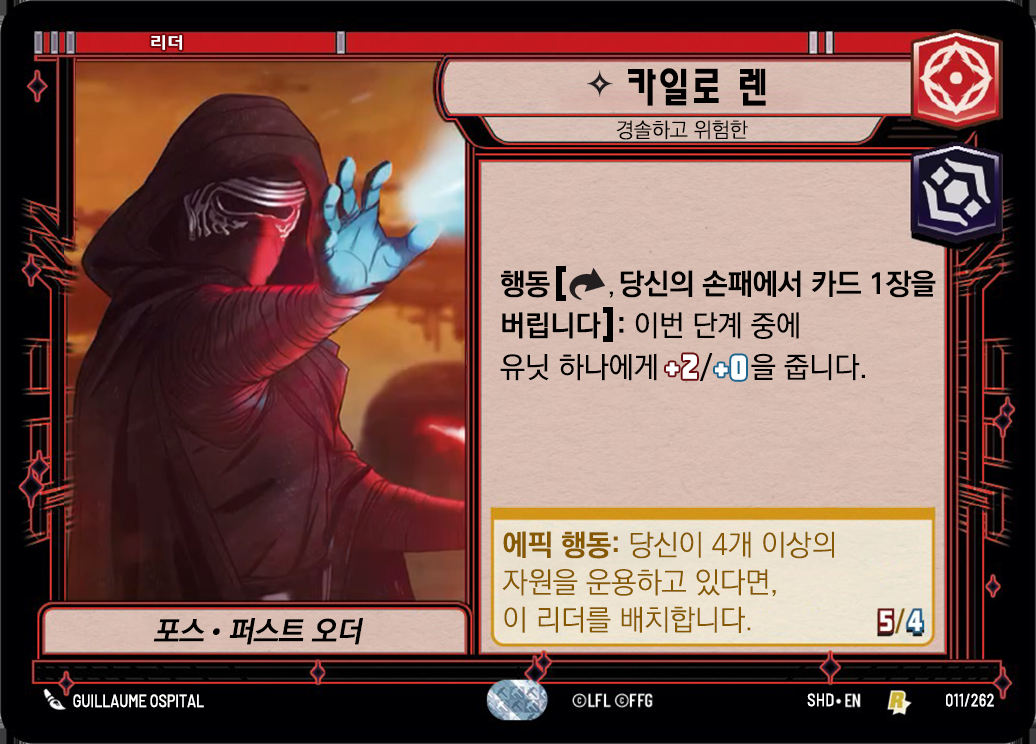 리더
카일로 렌
경솔하고 위험한
행동 [, 당신의 손패에서 카드 1장을
버립니다]: 이번 단계 중에
유닛 하나에게 +2/+0을 줍니다.
에픽 행동: 당신이 4개 이상의
자원을 운용하고 있다면,
이 리더를 배치합니다.
5/4
포스 • 퍼스트 오더
GUILLAUME OSPITAL
©LFL ©FFG
SHD • EN
R
011/262